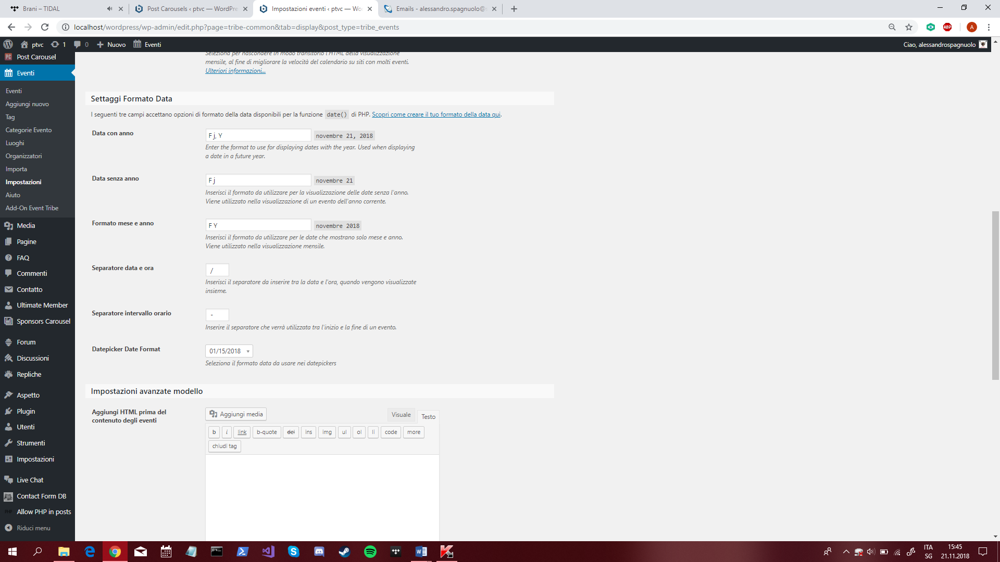 Brani – TIDAL
Post Carousels ‹ ptvc — WordPre
Impostazioni eventi ‹ ptvc — Wo
Emails - alessandro.spagnuolo@
localhost/wordpress/wp-admin/edit.php?page=tribe-common&tab=display&post_type=tribe_events
ABP
A
ptvc
1
0
Nuovo
Eventi
Ciao, alessandrospagnuolo
Post Carousel
Eventi
Eventi
Aggiungi nuovo
Tag
Categorie Evento
Luoghi
Organizzatori
Importa
Impostazioni
Aiuto
Add-On Event Tribe
Media
Pagine
FAQ
Commenti
Contatto
Ultimate Member
Sponsors Carousel
Forum
Discussioni
Repliche
Aspetto
Plugin
Utenti
Strumenti
Impostazioni
Live Chat
Contact Form DB
Allow PHP in posts
Riduci menu
Seleziona per nascondere in modo transitorio l'HTML della visualizzazione
mensile, al fine di migliorare la velocità del calendario su siti con molti eventi.
Ulteriori informazioni...
Settaggi Formato Data
I seguenti tre campi accettano opzioni di formato della data disponibili per la funzione date() di PHP. Scopri come creare il tuo formato della data qui.
Data con anno
F j, Y
novembre 21, 2018
Enter the format to use for displaying dates with the year. Used when displaying
a date in a future year.
Data senza anno
F j
novembre 21
Inserisci il formato da utilizzare per la visualizzazione delle date senza l'anno.
Viene utilizzato nella visualizzazione di un evento dell'anno corrente.
Formato mese e anno
F Y
novembre 2018
Inserisci il formato da utilizzare per le date che mostrano solo mese e anno.
Viene utilizzato nella visualizzazione mensile.
Separatore data e ora
/
Inserisci il separatore da inserire tra la data e l'ora, quando vengono visualizzate
insieme.
Separatore intervallo orario
-
Inserire il separatore che verrà utilizzata tra l'inizio e la fine di un evento.
Datepicker Date Format
01/15/2018
Seleziona il formato data da usare nei datepickers
Impostazioni avanzate modello
Aggiungi HTML prima del
contenuto degli eventi
Aggiungi media
Visuale
Testo
b
i
link
b-quote
del
ins
img
ul
ol
li
code
more
chiudi tag
ITA
SG
15:45
21.11.2018